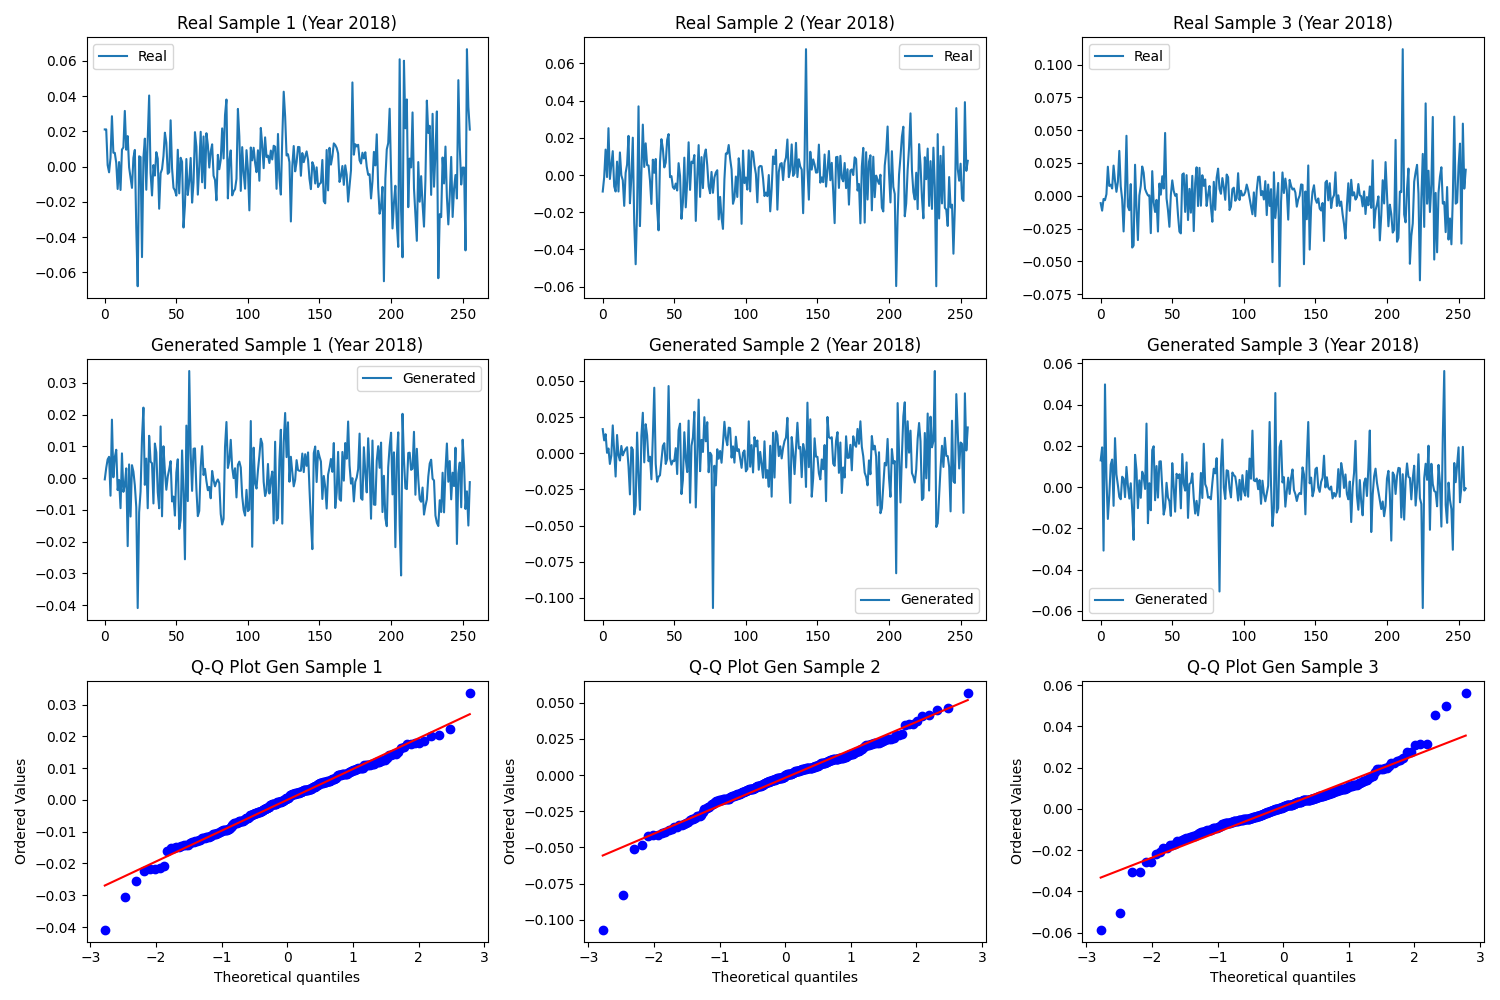 Real Sample 1 (Year 2018)
Real
0.06
0.04
0.02
0.00
−0.02
−0.04
−0.06
0 50 100 150 200 250
Real Sample 2 (Year 2018)
Real
0.06
0.04
0.02
0.00
−0.02
−0.04
−0.06
0 50 100 150 200 250
Real Sample 3 (Year 2018)
Real
0.100
0.075
0.050
0.025
0.000
−0.025
−0.050
−0.075
0 50 100 150 200 250
Generated Sample 1 (Year 2018)
Generated
0.03
0.02
0.01
0.00
−0.01
−0.02
−0.03
−0.04
0 50 100 150 200 250
Generated Sample 2 (Year 2018)
0.050
0.025
0.000
−0.025
−0.050
−0.075
−0.100
Generated
0 50 100 150 200 250
Generated Sample 3 (Year 2018)
0.06
0.04
0.02
0.00
−0.02
−0.04
−0.06
Generated
0 50 100 150 200 250
Q-Q Plot Gen Sample 1
Ordered Values
0.03
0.02
0.01
0.00
−0.01
−0.02
−0.03
−0.04
−3 −2 −1 0 1 2 3
Theoretical quantiles
Q-Q Plot Gen Sample 2
Ordered Values
0.050
0.025
0.000
−0.025
−0.050
−0.075
−0.100
−3 −2 −1 0 1 2 3
Theoretical quantiles
Q-Q Plot Gen Sample 3
Ordered Values
0.06
0.04
0.02
0.00
−0.02
−0.04
−0.06
−3 −2 −1 0 1 2 3
Theoretical quantiles